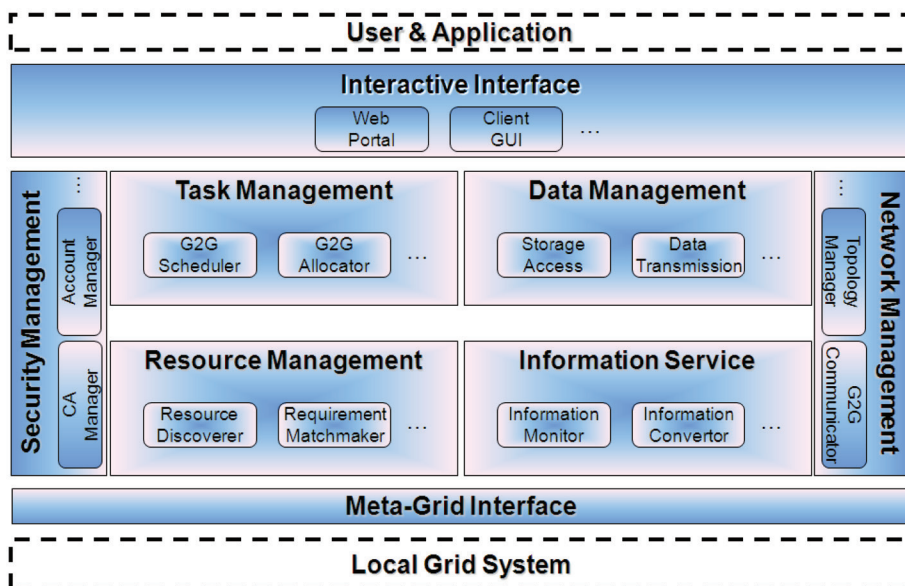 User & Application
Interactive Interface
Web
Portal
Client
GUI
...
Security Management
...
Account
Manager
CA
Manager
Task Management
G2G
Scheduler
G2G
Allocator
...
Data Management
Storage
Access
Data
Transmission
...
Resource Management
Resource
Discoverer
Requirement
Matchmaker
...
Information Service
Information
Monitor
Information
Convertor
...
Network Management
...
Topology
Manager
G2G
Communicator
Meta-Grid Interface
Local Grid System